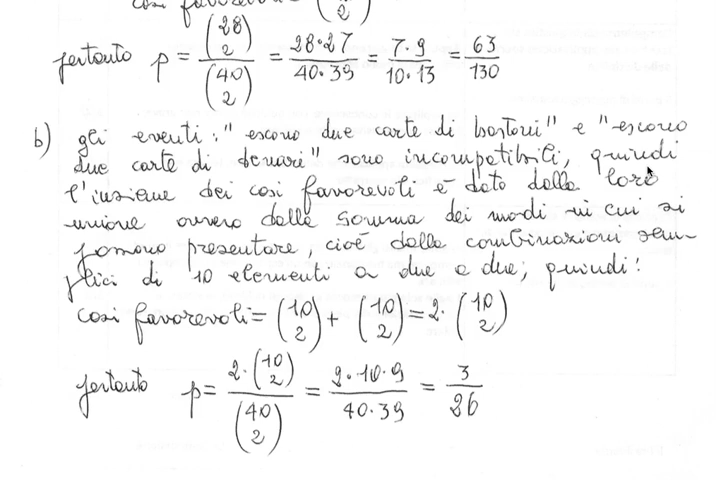 casi favorevoli = (28 2)
pertanto p = (28 2) / (40 2) = 28·27 / 40·39 = 7·9 / 10·13 = 63 / 130
b) gli eventi: "escono due carte di bastoni" e "escono
due carte di denari" sono incompatibili, quindi
l'insieme dei casi favorevoli è dato dalla loro
unione ovvero dalla somma dei modi in cui si
possono presentare, cioè dalle combinazioni sem-
plici di 10 elementi a due a due; quindi:
casi favorevoli = (10 2) + (10 2) = 2·(10 2)
pertanto p = 2·(10 2) / (40 2) = 2·10·9 / 40·39 = 3 / 26